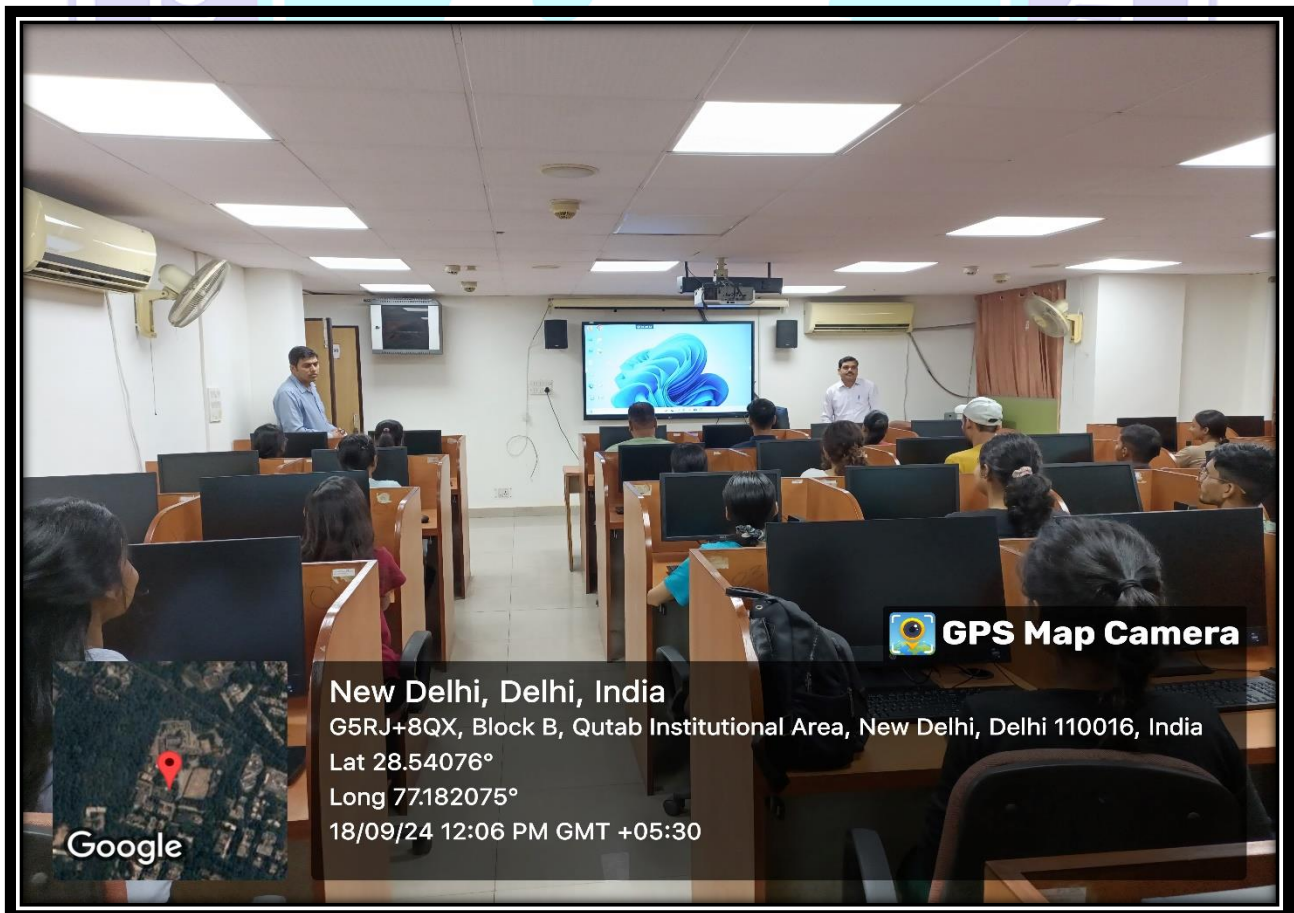 GPS Map Camera
New Delhi, Delhi, India
G5RJ+8QX, Block B, Qutab Institutional Area, New Delhi, Delhi 110016, India
Lat 28.54076°
Long 77.182075°
18/09/24 12:06 PM GMT +05:30
Google